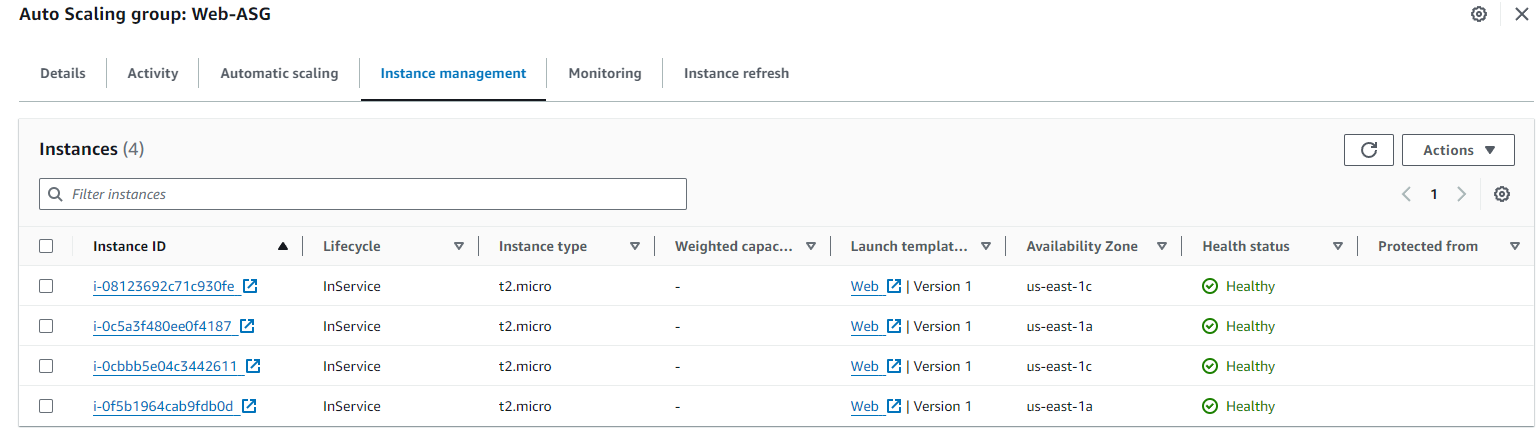 Auto Scaling group: Web-ASG
Details Activity Automatic scaling Instance management Monitoring Instance refresh
Instances (4)
Actions
Filter instances
1
Instance ID Lifecycle Instance type Weighted capac... Launch templat... Availability Zone Health status Protected from
i-08123692c71c930fe InService t2.micro - Web | Version 1 us-east-1c Healthy
i-0c5a3f480ee0f4187 InService t2.micro - Web | Version 1 us-east-1a Healthy
i-0cbbb5e04c3442611 InService t2.micro - Web | Version 1 us-east-1c Healthy
i-0f5b1964cab9fdb0d InService t2.micro - Web | Version 1 us-east-1a Healthy